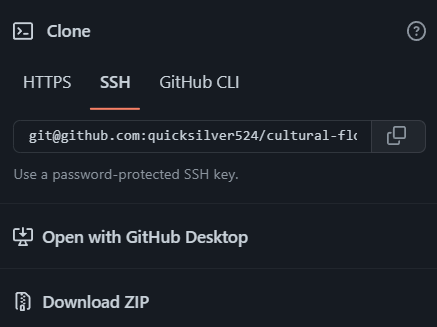 Clone
HTTPS SSH GitHub CLI
git@github.com:quicksilver524/cultural-flo
Use a password-protected SSH key.
Open with GitHub Desktop
Download ZIP